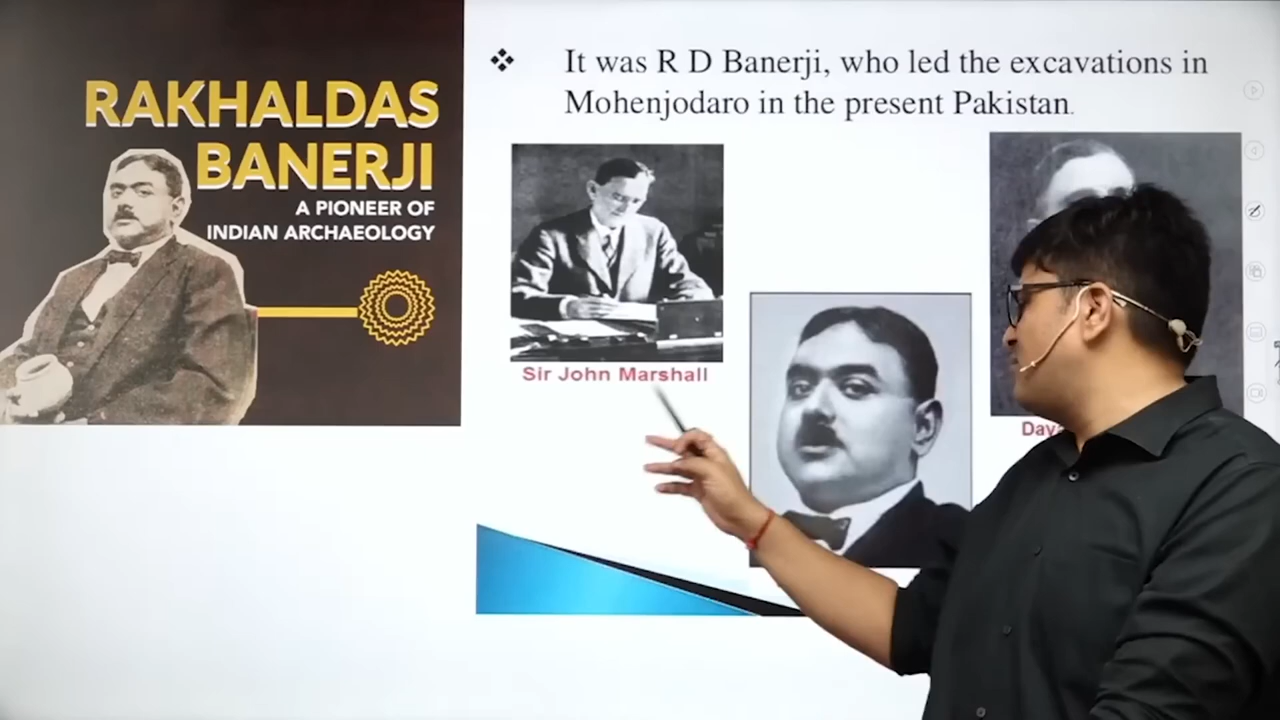 RAKHALDAS
BANERJI
A PIONEER OF
INDIAN ARCHAEOLOGY
❖ It was R D Banerji, who led the excavations in
Mohenjodaro in the present Pakistan.
Sir John Marshall